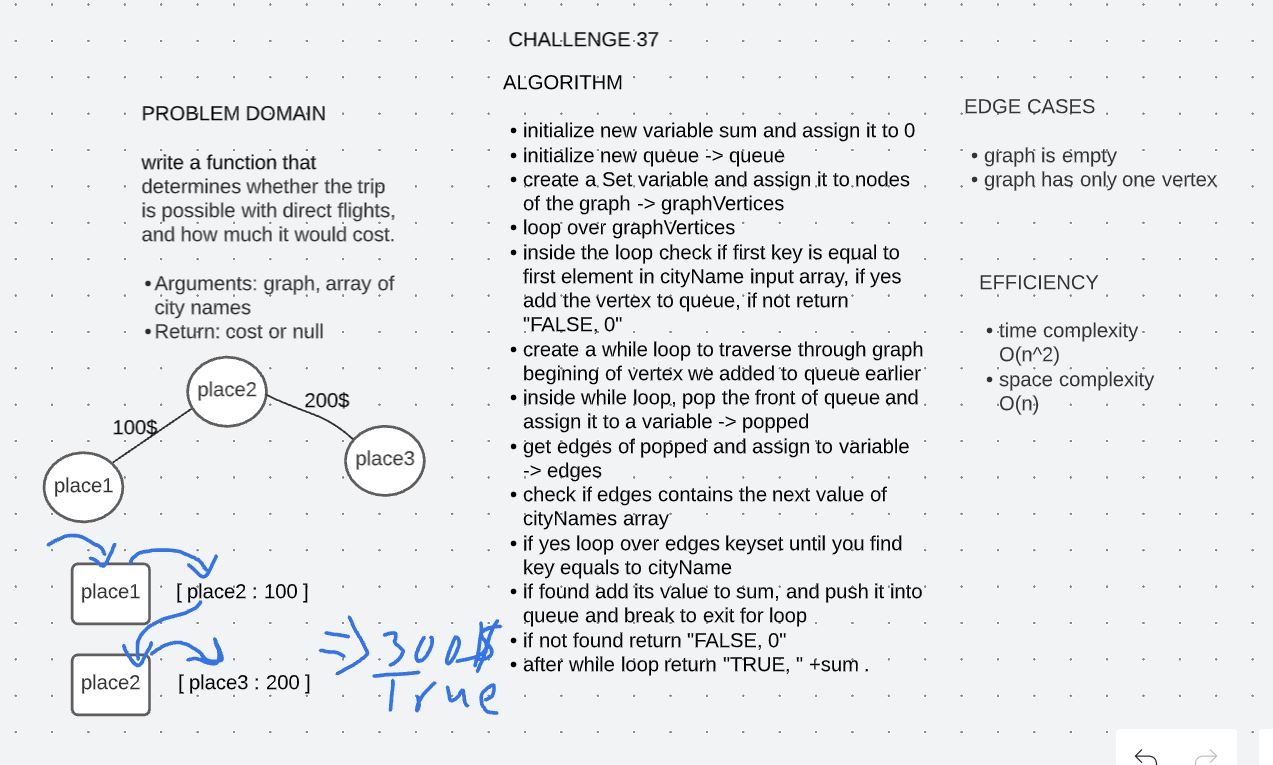 CHALLENGE 37
PROBLEM DOMAIN
write a function that
determines whether the trip
is possible with direct flights,
and how much it would cost.
• Arguments: graph, array of
city names
• Return: cost or null
place2
100$
200$
place1
place3
place1
[ place2 : 100 ]
place2
[ place3 : 200 ]
=> 300$
True
ALGORITHM
• initialize new variable sum and assign it to 0
• initialize new queue -> queue
• create a Set variable and assign it to nodes
of the graph -> graphVertices
• loop over graphVertices
• inside the loop check if first key is equal to
first element in cityName input array, if yes
add the vertex to queue, if not return
"FALSE, 0"
• create a while loop to traverse through graph
begining of vertex we added to queue earlier
• inside while loop, pop the front of queue and
assign it to a variable -> popped
• get edges of popped and assign to variable
-> edges
• check if edges contains the next value of
cityNames array
• if yes loop over edges keyset until you find
key equals to cityName
• if found add its value to sum, and push it into
queue and break to exit for loop
• if not found return "FALSE, 0"
• after while loop return "TRUE, " +sum .
EDGE CASES
• graph is empty
• graph has only one vertex
EFFICIENCY
• time complexity
O(n^2)
• space complexity
O(n)